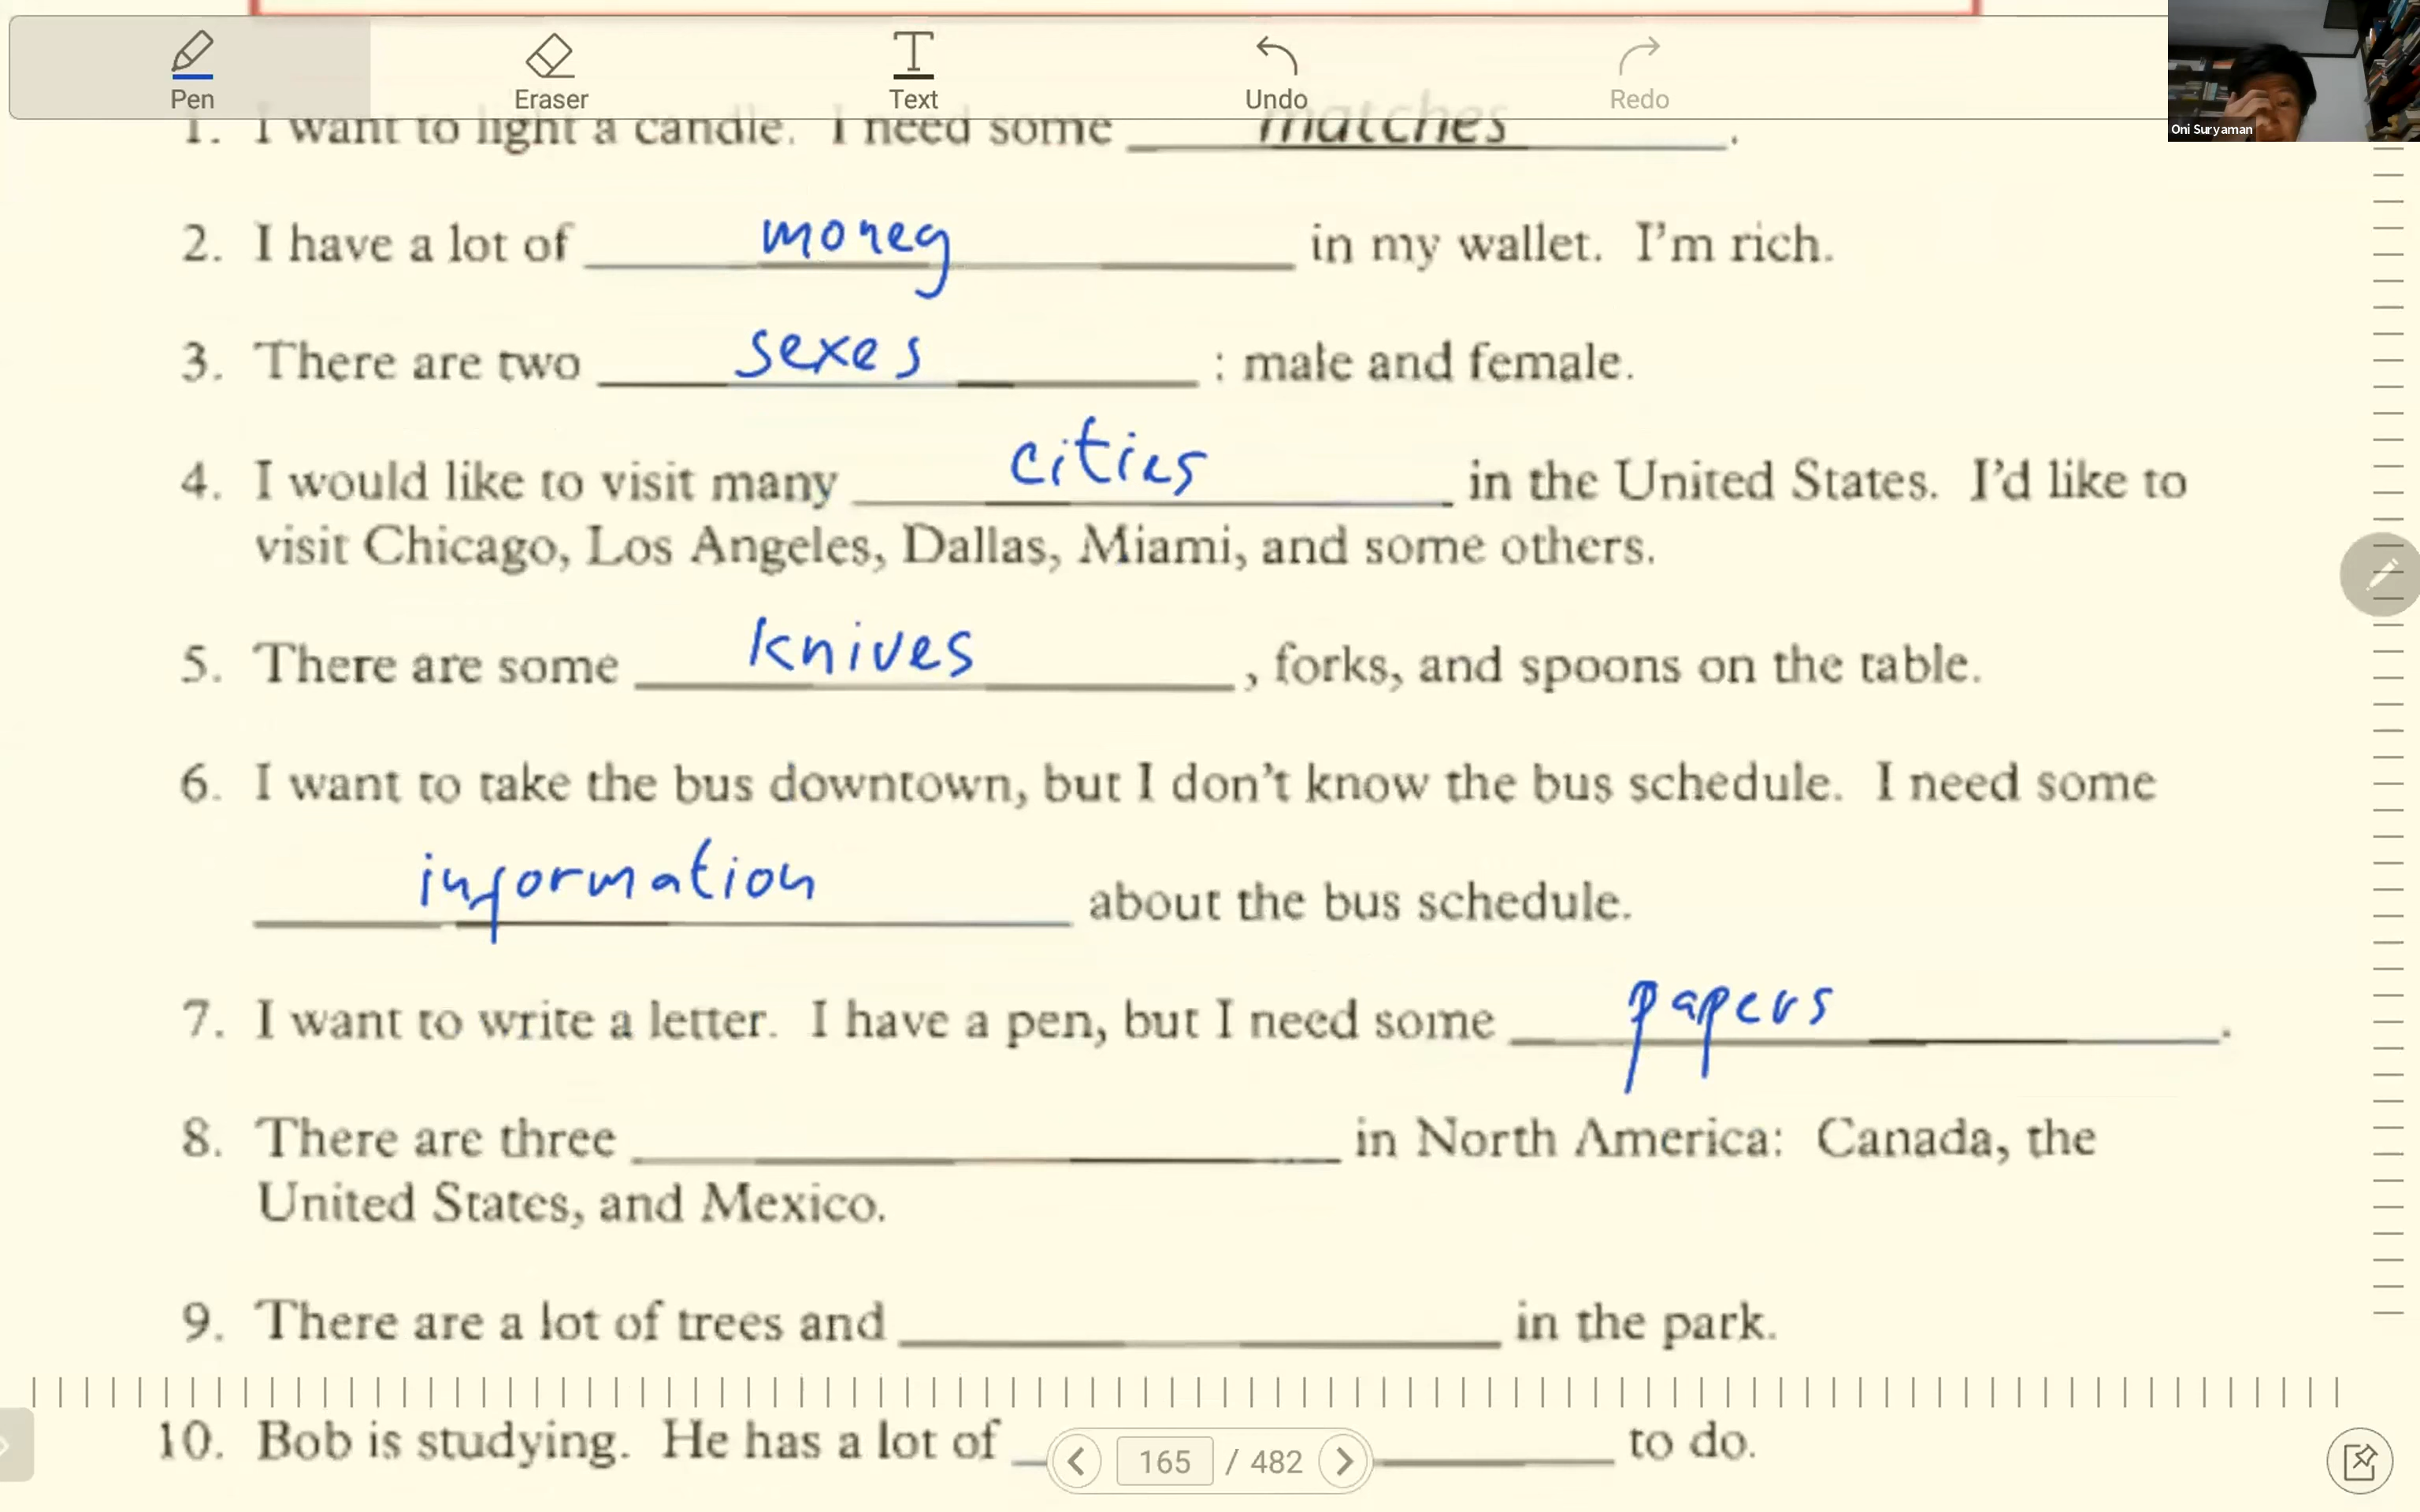 Pen Eraser Text Undo Redo
Oni Suryaman
1. I want to light a candle. I need some matches.
2. I have a lot of money in my wallet. I'm rich.
3. There are two sexes : male and female.
4. I would like to visit many cities in the United States. I'd like to
visit Chicago, Los Angeles, Dallas, Miami, and some others.
5. There are some knives, forks, and spoons on the table.
6. I want to take the bus downtown, but I don't know the bus schedule. I need some
information about the bus schedule.
7. I want to write a letter. I have a pen, but I need some papers.
8. There are three ____ in North America: Canada, the
United States, and Mexico.
9. There are a lot of trees and ____ in the park.
10. Bob is studying. He has a lot of ____ to do.
165 / 482